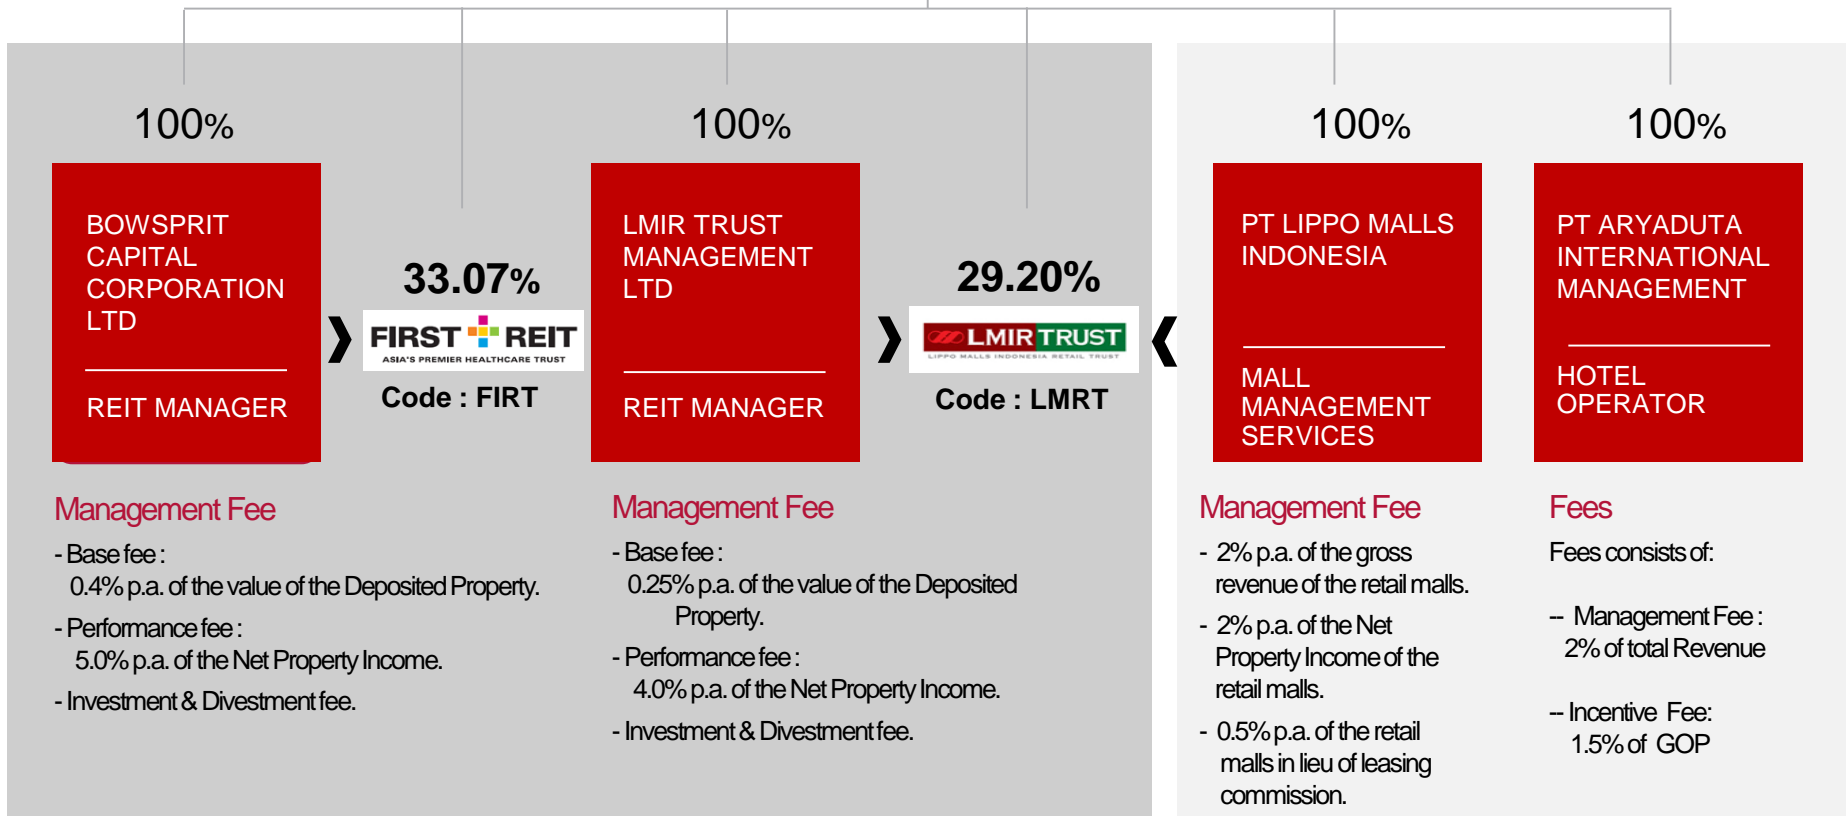 100%
BOWSPRIT
CAPITAL
CORPORATION
LTD
REIT MANAGER
Management Fee
- Base fee :
0.4% p.a. of the value of the Deposited Property.
- Performance fee :
5.0% p.a. of the Net Property Income.
- Investment & Divestment fee.
33.07%
FIRST REIT
ASIA'S PREMIER HEALTHCARE TRUST
Code : FIRT
100%
LMIR TRUST
MANAGEMENT
LTD
REIT MANAGER
Management Fee
- Base fee :
0.25% p.a. of the value of the Deposited
Property.
- Performance fee :
4.0% p.a. of the Net Property Income.
- Investment & Divestment fee.
29.20%
LMIR TRUST
LIPPO MALLS INDONESIA RETAIL TRUST
Code : LMRT
100%
PT LIPPO MALLS
INDONESIA
MALL
MANAGEMENT
SERVICES
Management Fee
- 2% p.a. of the gross
revenue of the retail malls.
- 2% p.a. of the Net
Property Income of the
retail malls.
- 0.5% p.a. of the retail
malls in lieu of leasing
commission.
100%
PT ARYADUTA
INTERNATIONAL
MANAGEMENT
HOTEL
OPERATOR
Fees
Fees consists of:
-- Management Fee :
2% of total Revenue
-- Incentive Fee:
1.5% of GOP